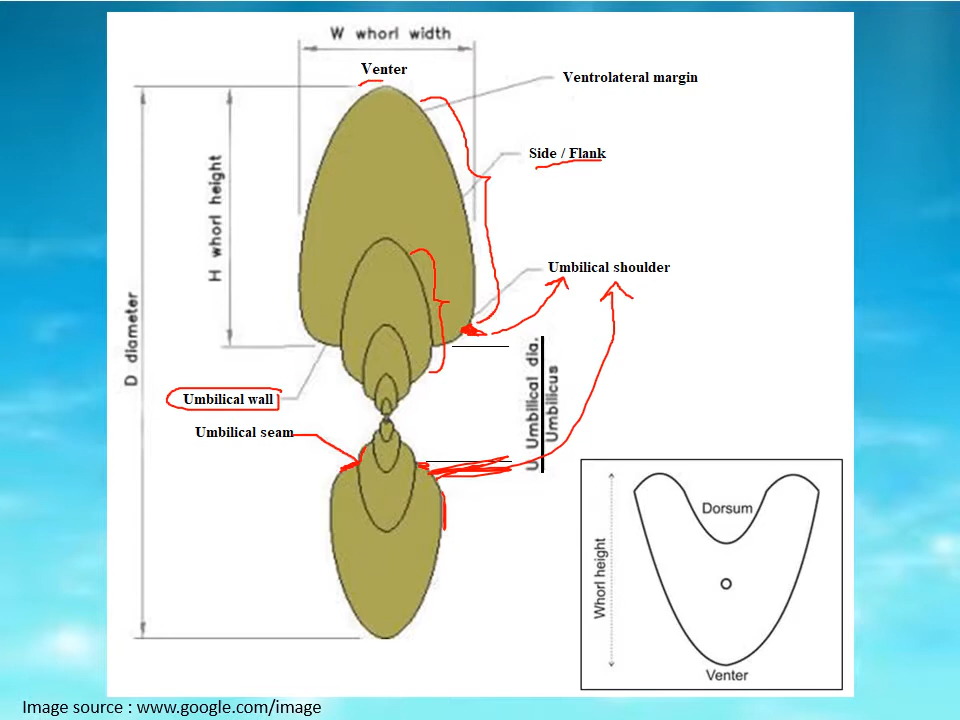 W whorl width
Venter
Ventrolateral margin
Side / Flank
H whorl height
Umbilical shoulder
D diameter
U Umbilical dia.
Umbilicus
Umbilical wall
Umbilical seam
Dorsum
Whorl height
Venter
Image source : www.google.com/image